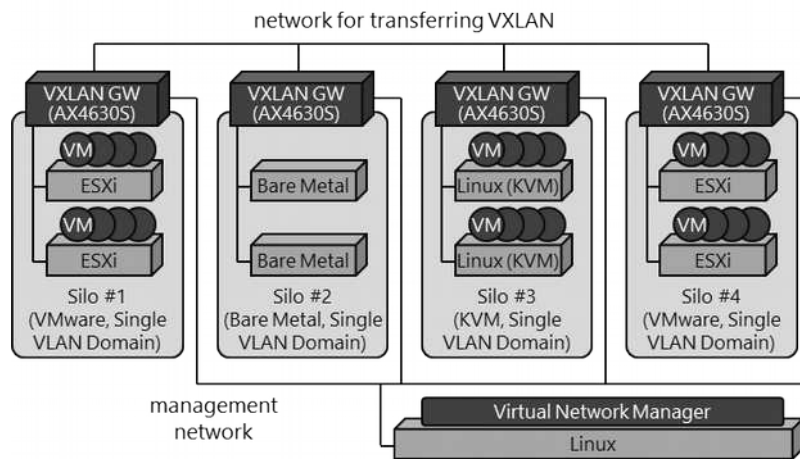 network for transferring VXLAN
VXLAN GW
(AX4630S)
VM
ESXi
VM
ESXi
Silo #1
(VMware, Single
VLAN Domain)
VXLAN GW
(AX4630S)
Bare Metal
Bare Metal
Silo #2
(Bare Metal, Single
VLAN Domain)
VXLAN GW
(AX4630S)
VM
Linux (KVM)
VM
Linux (KVM)
Silo #3
(KVM, Single
VLAN Domain)
VXLAN GW
(AX4630S)
VM
ESXi
VM
ESXi
Silo #4
(VMware, Single
VLAN Domain)
management
network
Virtual Network Manager
Linux